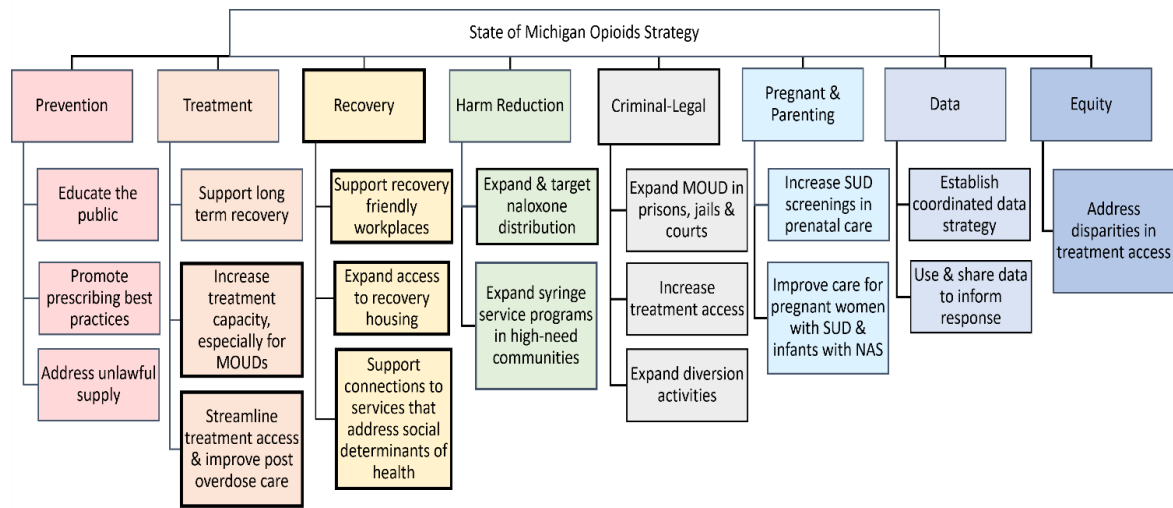 State of Michigan Opioids Strategy
Prevention
Treatment
Recovery
Harm Reduction
Criminal-Legal
Pregnant &
Parenting
Data
Equity
Educate the
public
Promote
prescribing best
practices
Address unlawful
supply
Support long
term recovery
Increase
treatment
capacity,
especially for
MOUDs
Streamline
treatment access
& improve post
overdose care
Support recovery
friendly
workplaces
Expand access
to recovery
housing
Support
connections to
services that
address social
determinants of
health
Expand & target
naloxone
distribution
Expand syringe
service programs
in high-need
communities
Expand MOUD in
prisons, jails &
courts
Increase
treatment access
Expand diversion
activities
Increase SUD
screenings in
prenatal care
Improve care for
pregnant women
with SUD &
infants with NAS
Establish
coordinated data
strategy
Use & share data
to inform
response
Address
disparities in
treatment access